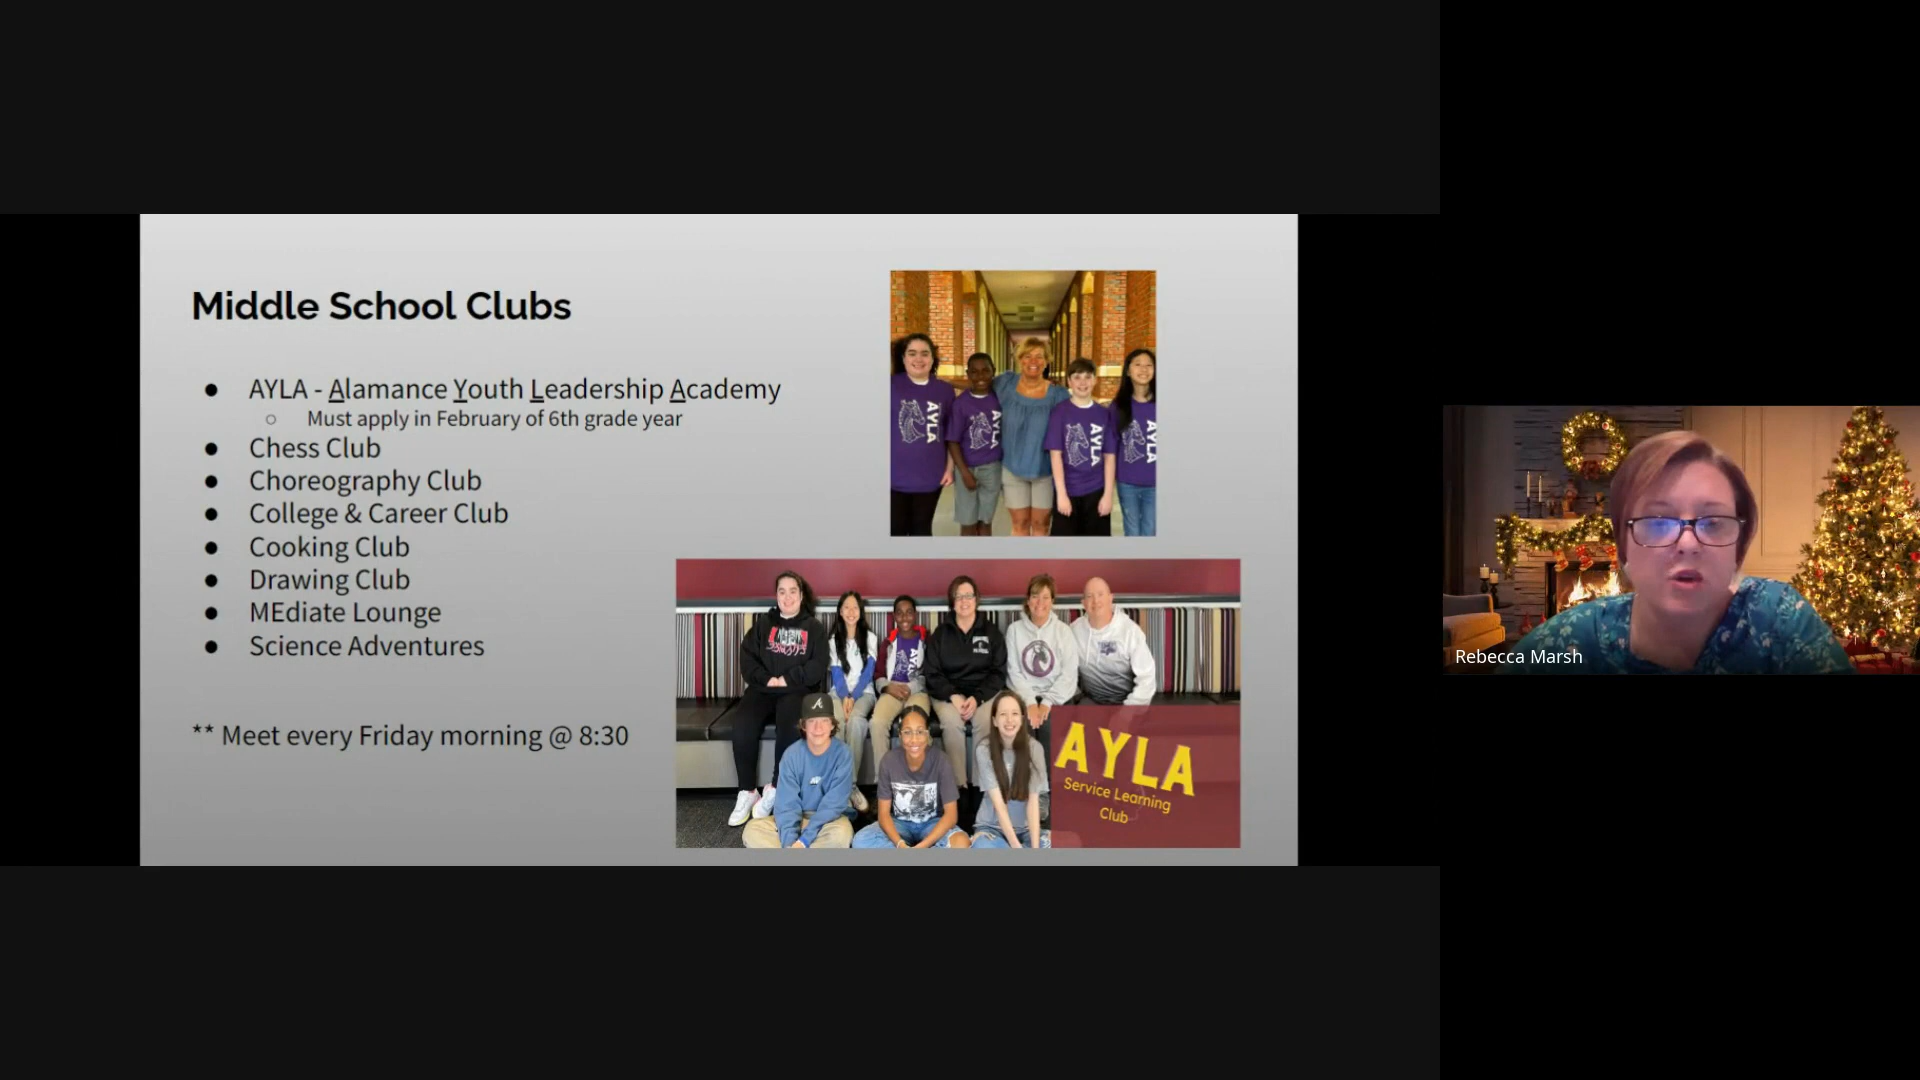 Middle School Clubs
● AYLA - Alamance Youth Leadership Academy
○ Must apply in February of 6th grade year
● Chess Club
● Choreography Club
● College & Career Club
● Cooking Club
● Drawing Club
● MEdiate Lounge
● Science Adventures
** Meet every Friday morning @ 8:30
AYLA
AYLA
AYLA
AYLA
AYLA
AYLA
Service Learning
Club
Rebecca Marsh